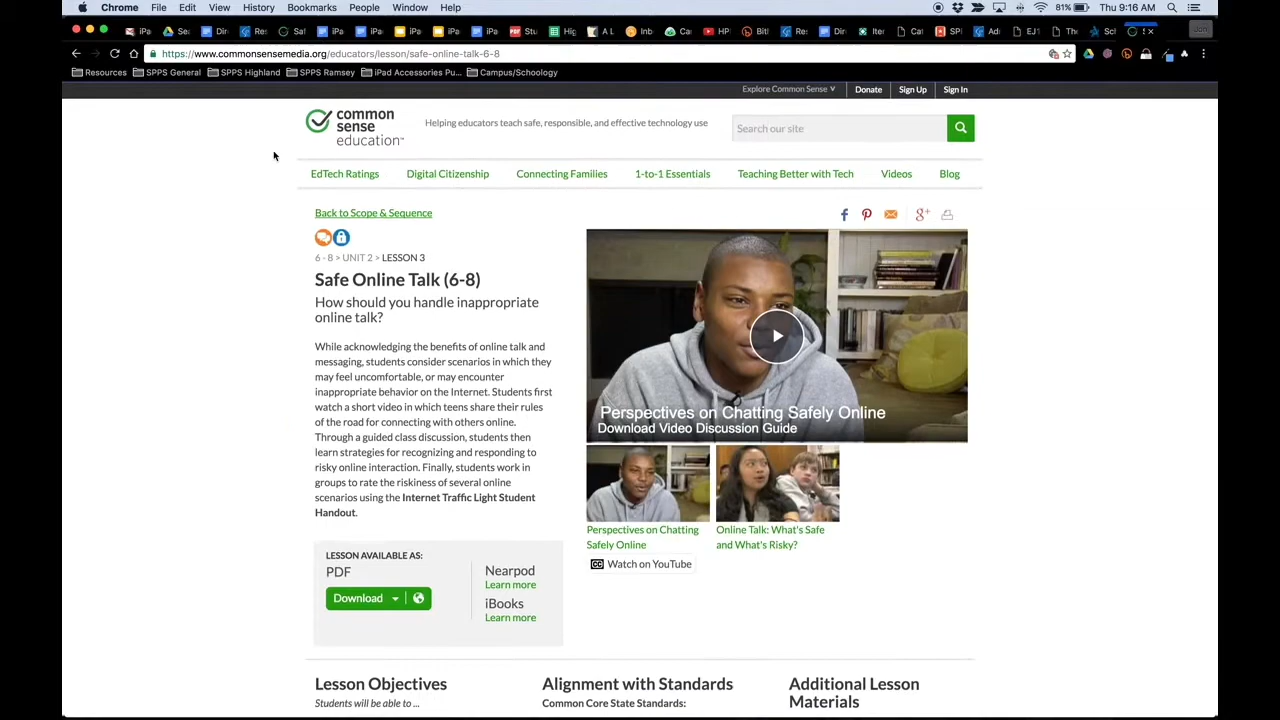 Chrome File Edit View History Bookmarks People Window Help 81% Thu 9:16 AM
https://www.commonsensemedia.org/educators/lesson/safe-online-talk-6-8
Resources SPPS General SPPS Highland SPPS Ramsey iPad Accessories Pu... Campus/Schoology
Explore Common Sense Donate Sign Up Sign In
common
sense
education™
Helping educators teach safe, responsible, and effective technology use
Search our site
EdTech Ratings Digital Citizenship Connecting Families 1-to-1 Essentials Teaching Better with Tech Videos Blog
Back to Scope & Sequence
6 - 8 > UNIT 2 > LESSON 3
Safe Online Talk (6-8)
How should you handle inappropriate
online talk?
While acknowledging the benefits of online talk and
messaging, students consider scenarios in which they
may feel uncomfortable, or may encounter
inappropriate behavior on the Internet. Students first
watch a short video in which teens share their rules
of the road for connecting with others online.
Through a guided class discussion, students then
learn strategies for recognizing and responding to
risky online interaction. Finally, students work in
groups to rate the riskiness of several online
scenarios using the Internet Traffic Light Student
Handout.
LESSON AVAILABLE AS:
PDF
Download
Nearpod
Learn more
iBooks
Learn more
Perspectives on Chatting Safely Online
Download Video Discussion Guide
Perspectives on Chatting
Safely Online
Online Talk: What's Safe
and What's Risky?
CC Watch on YouTube
Lesson Objectives
Students will be able to ...
Alignment with Standards
Common Core State Standards:
Additional Lesson
Materials